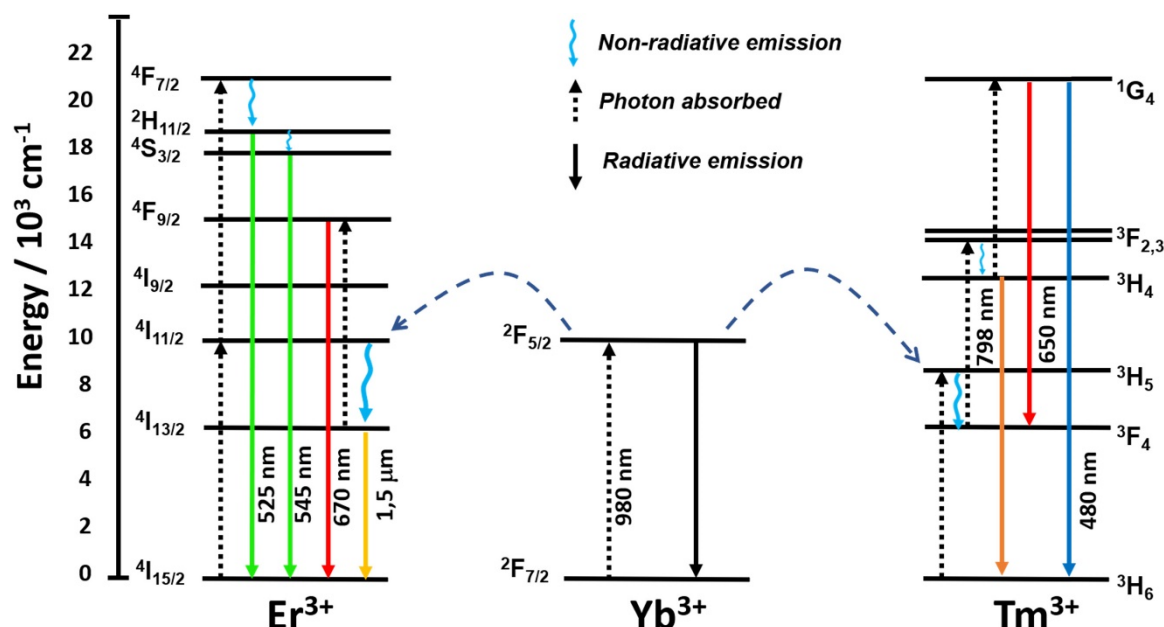 Energy / 10³ cm⁻¹
22
20
18
16
14
12
10
8
6
4
2
0
⁴F₇/₂
²H₁₁/₂
⁴S₃/₂
⁴F₉/₂
⁴I₉/₂
⁴I₁₁/₂
⁴I₁₃/₂
⁴I₁₅/₂
525 nm
545 nm
670 nm
1,5 μm
Er³⁺
Non-radiative emission
Photon absorbed
Radiative emission
²F₅/₂
980 nm
²F₇/₂
Yb³⁺
¹G₄
³F₂,₃
³H₄
³H₅
³F₄
³H₆
798 nm
650 nm
480 nm
Tm³⁺